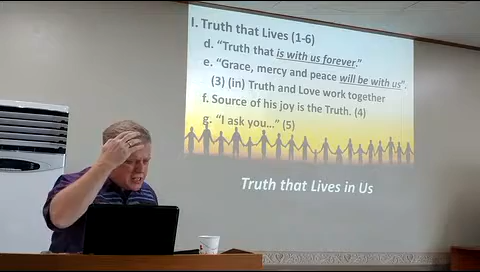 I. Truth that Lives (1-6)
d. “Truth that is with us forever.”
e. “Grace, mercy and peace will be with us”.
(3) (in) Truth and Love work together
f. Source of his joy is the Truth. (4)
g. “I ask you…” (5)
Truth that Lives in Us